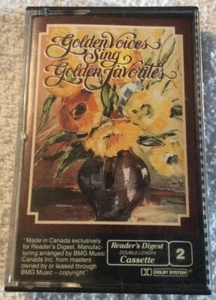 Golden Voices
Sing
Golden Favorites
"Made in Canada exclusively
for Reader's Digest. Manufac-
turing arranged by BMG Music
Canada Inc. from masters
owned by or leased through
BMG Music – copyright"
Reader's Digest
DOUBLE-LENGTH
Cassette
DOLBY SYSTEM
2